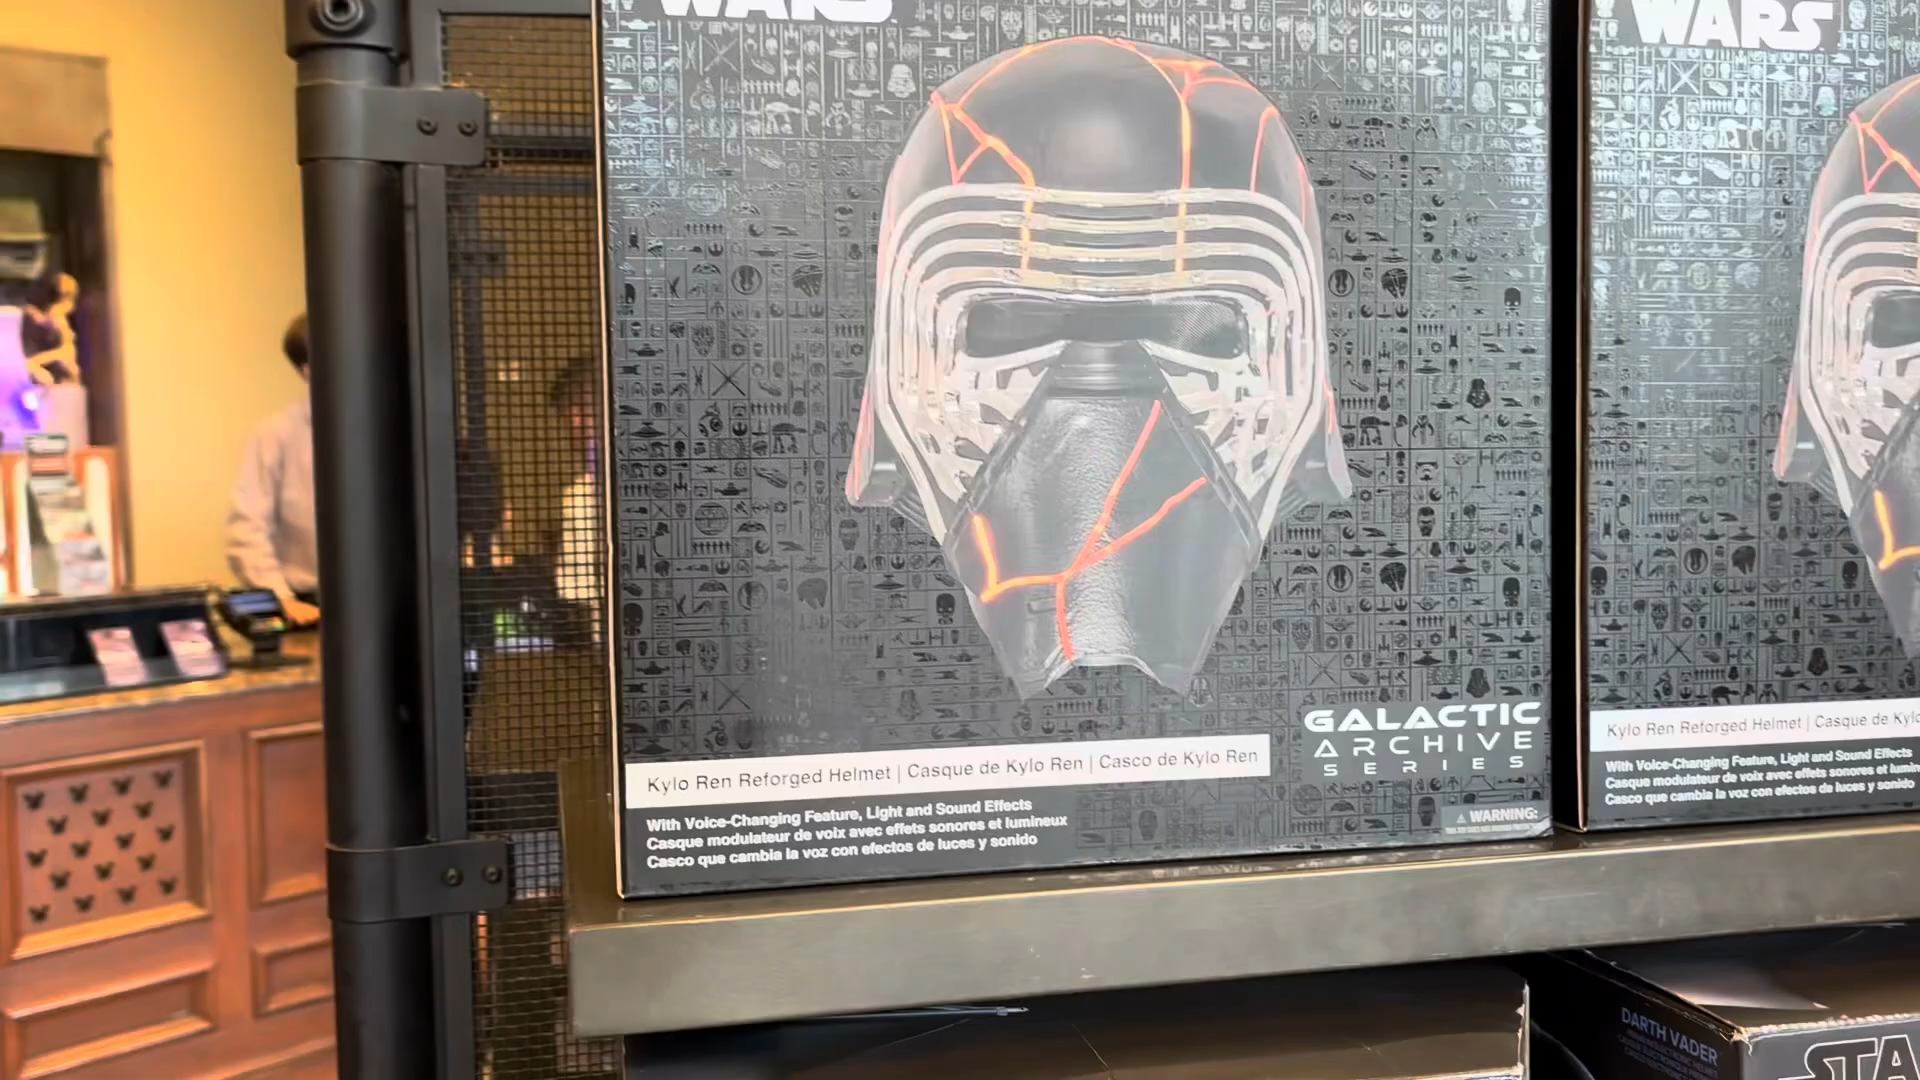 WARS
Kylo Ren Reforged Helmet | Casque de Kylo Ren | Casco de Kylo Ren
With Voice-Changing Feature, Light and Sound Effects
Casque modulateur de voix avec effets sonores et lumineux
Casco que cambia la voz con efectos de luces y sonido
GALACTIC
ARCHIVE
SERIES
WARNING:
WARS
Kylo Ren Reforged Helmet | Casque de Kylo
With Voice-Changing Feature, Light and Sound Effects
Casque modulateur de voix avec effets sonores et lumin
Casco que cambia la voz con efectos de luces y sonido
DARTH VADER
STA